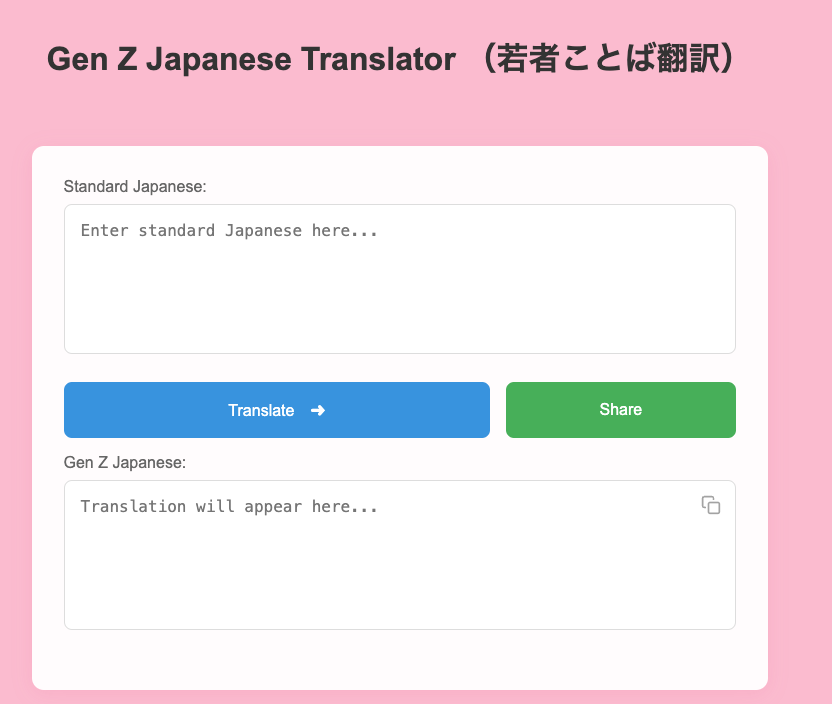 Gen Z Japanese Translator （若者ことば翻訳）
Standard Japanese:
Enter standard Japanese here...
Translate ➜
Share
Gen Z Japanese:
Translation will appear here...